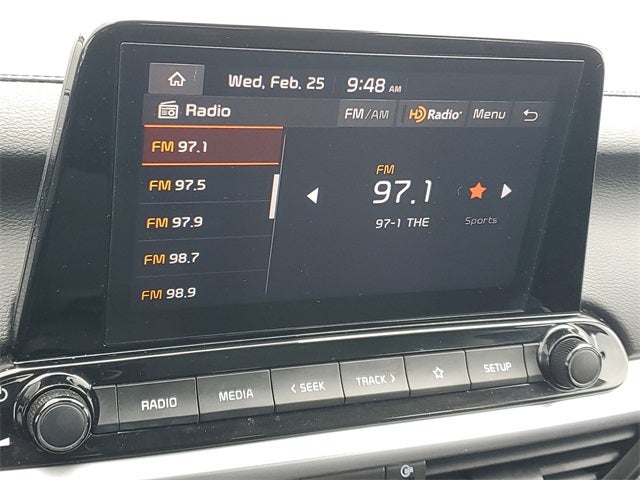 Wed, Feb. 25 9:48 AM
Radio FM/AM HD Radio Menu
FM 97.1
FM 97.5
FM 97.9
FM 98.7
FM 98.9
FM
97.1
97-1 THE
Sports
RADIO MEDIA < SEEK TRACK > SETUP